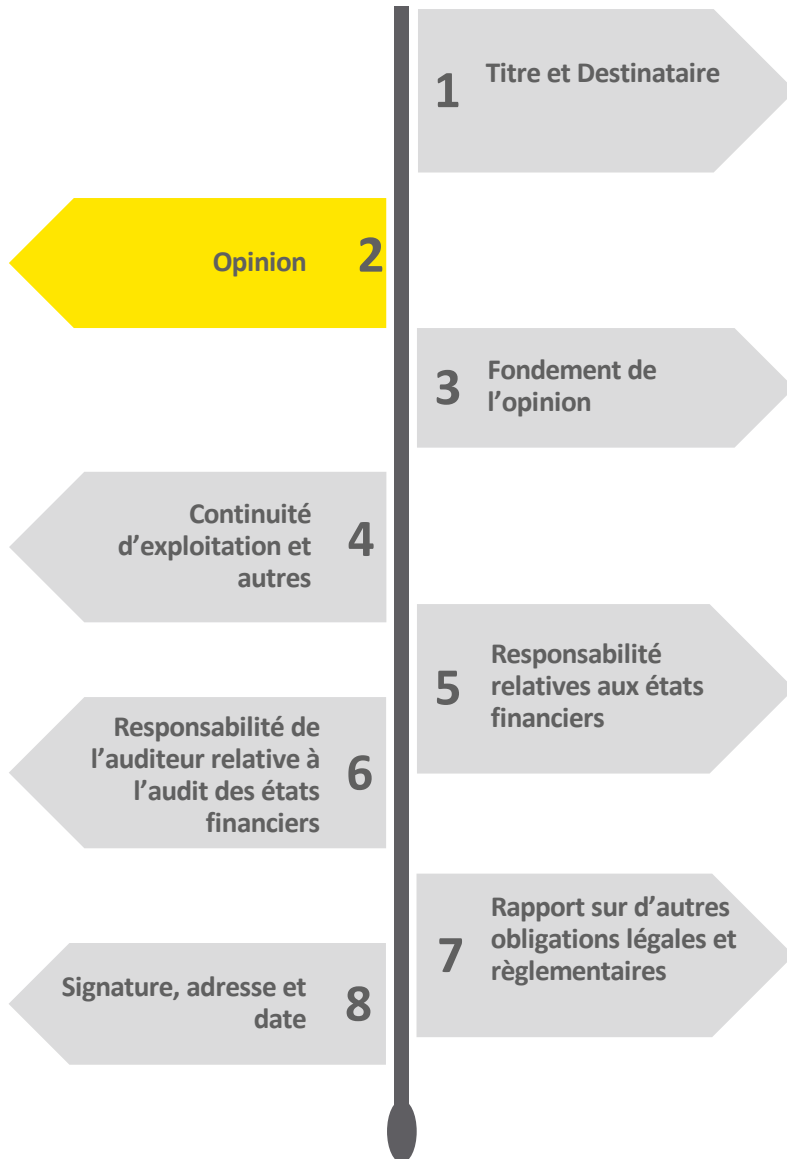 1 Titre et Destinataire
Opinion 2
3 Fondement de
l’opinion
Continuité
d’exploitation et
autres
4
Responsabilité
relatives aux états
financiers
5
Responsabilité de
l’auditeur relative à
l’audit des états
financiers
6
Rapport sur d’autres
obligations légales et
règlementaires
7
Signature, adresse et
date
8